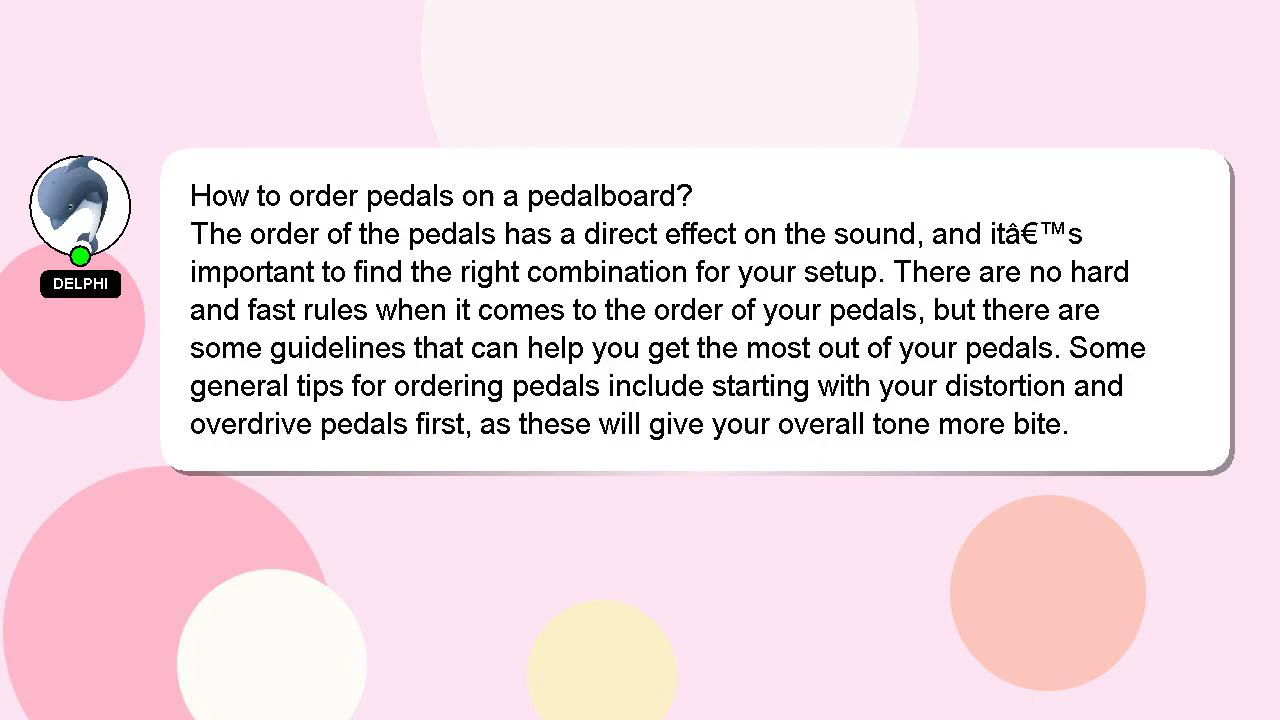 How to order pedals on a pedalboard?
The order of the pedals has a direct effect on the sound, and itâ€™s
important to find the right combination for your setup. There are no hard
and fast rules when it comes to the order of your pedals, but there are
some guidelines that can help you get the most out of your pedals. Some
general tips for ordering pedals include starting with your distortion and
overdrive pedals first, as these will give your overall tone more bite.
DELPHI